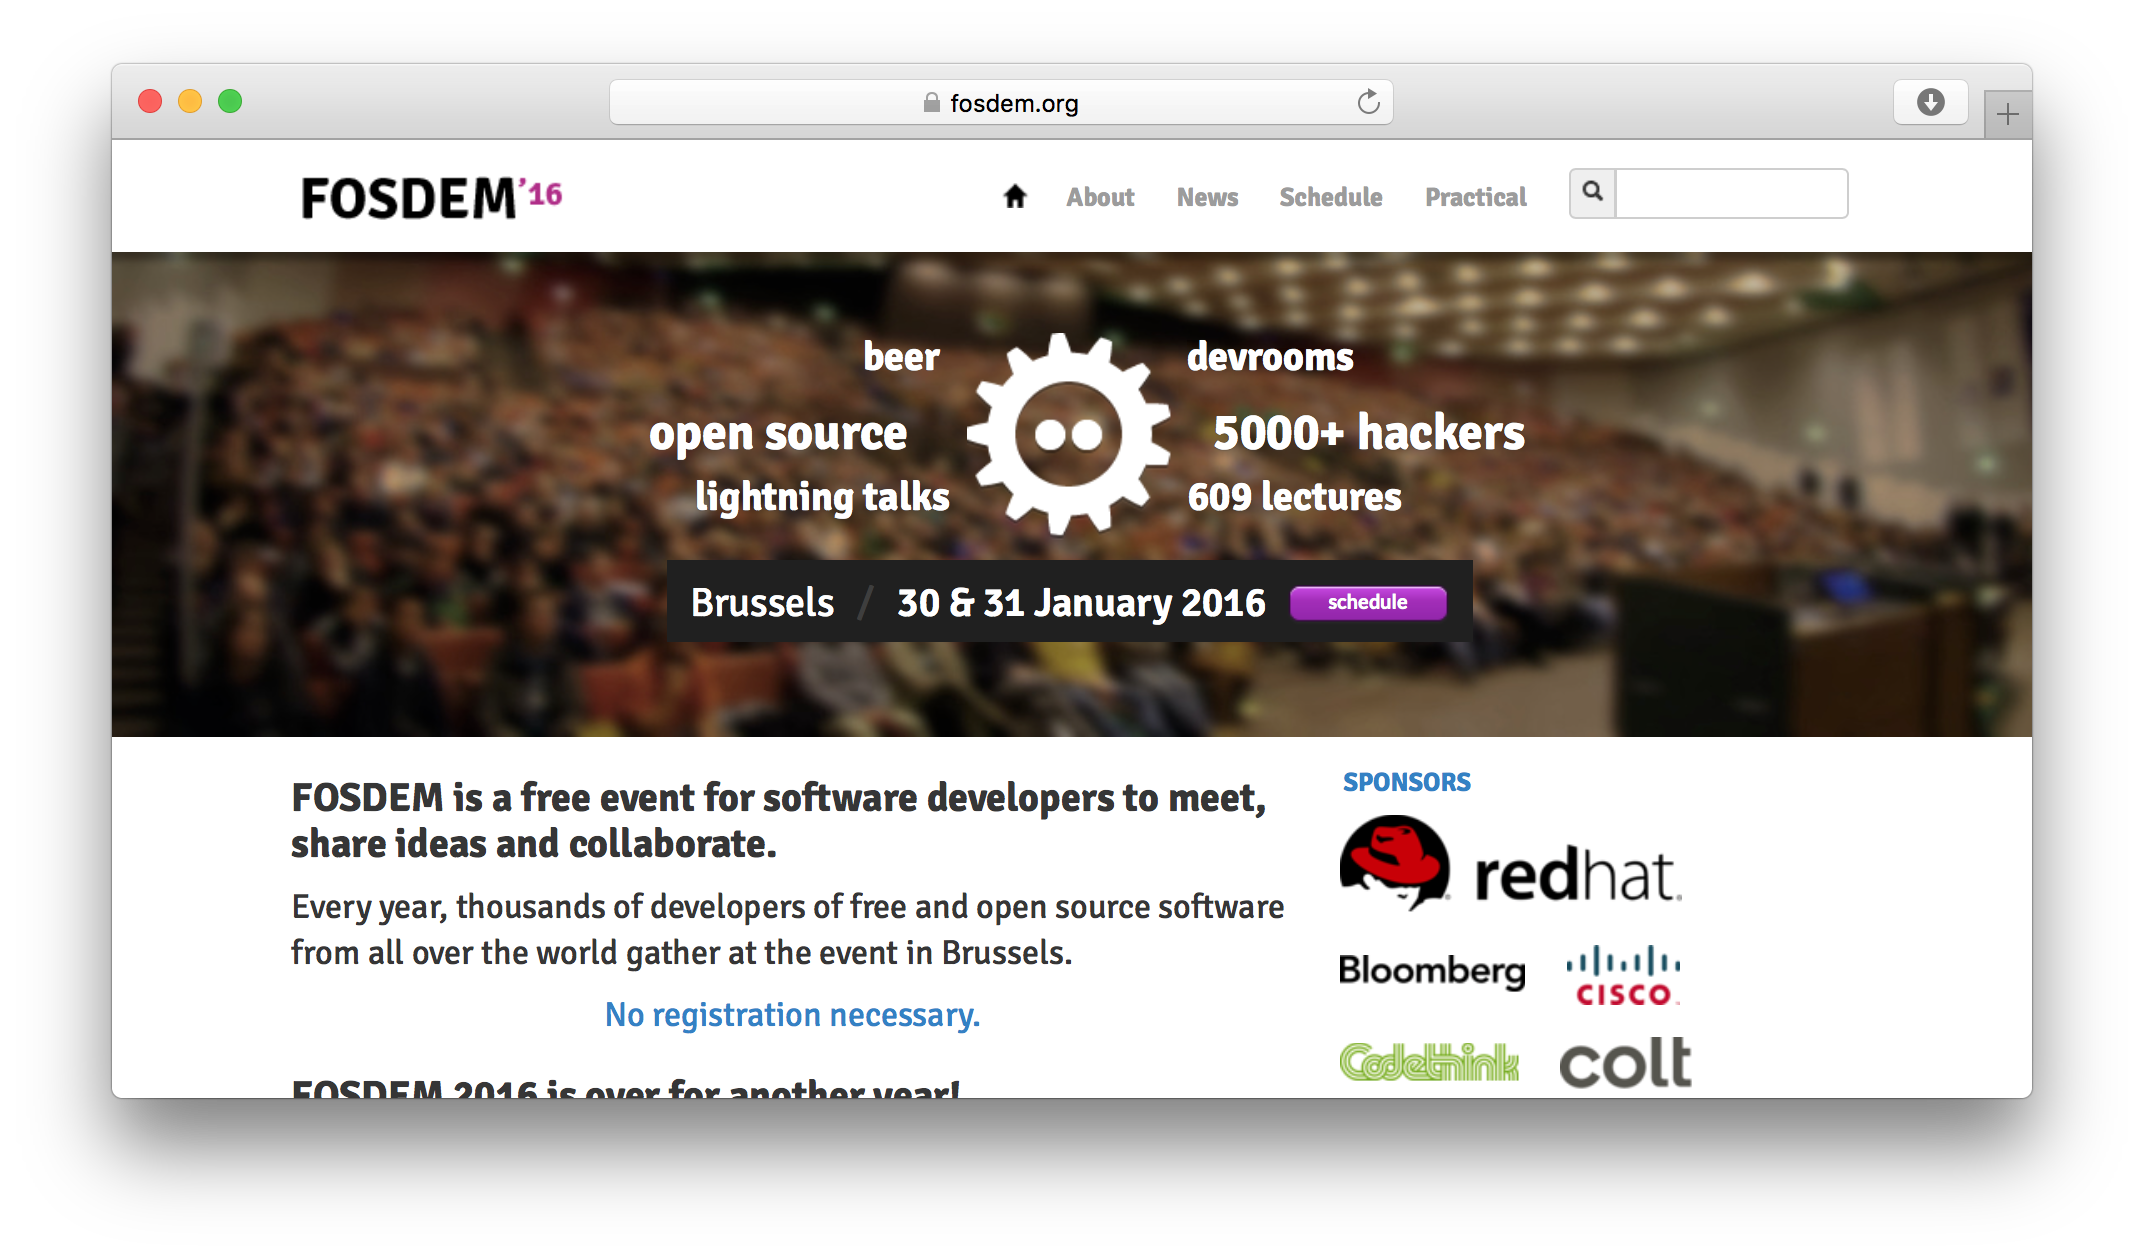 fosdem.org
FOSDEM'16
About News Schedule Practical
beer devrooms
open source 5000+ hackers
lightning talks 609 lectures
Brussels / 30 & 31 January 2016 schedule
FOSDEM is a free event for software developers to meet,
share ideas and collaborate.
Every year, thousands of developers of free and open source software
from all over the world gather at the event in Brussels.
No registration necessary.
FOSDEM 2016 is over for another year!
SPONSORS
redhat.
Bloomberg
CISCO
Codethink
colt